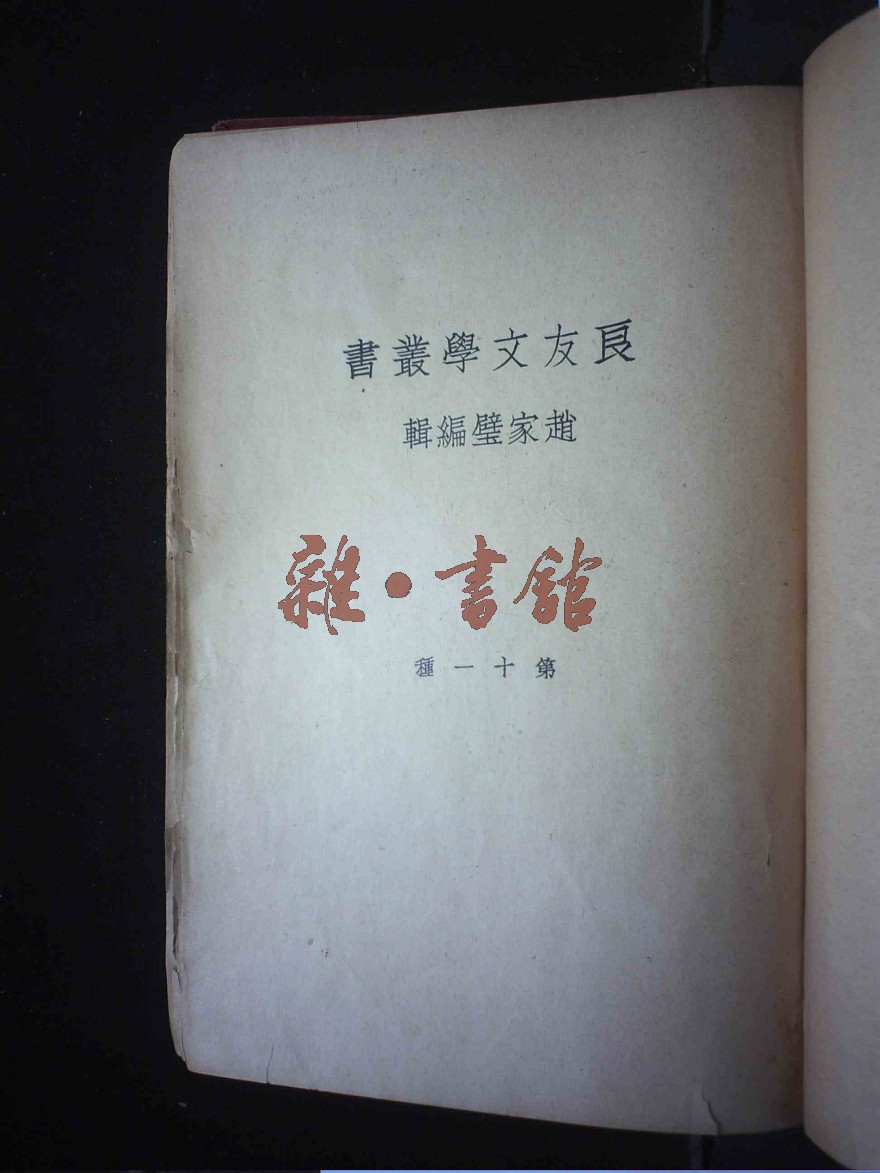 良友文學叢書
趙家璧編輯
雜·書館
第十一種